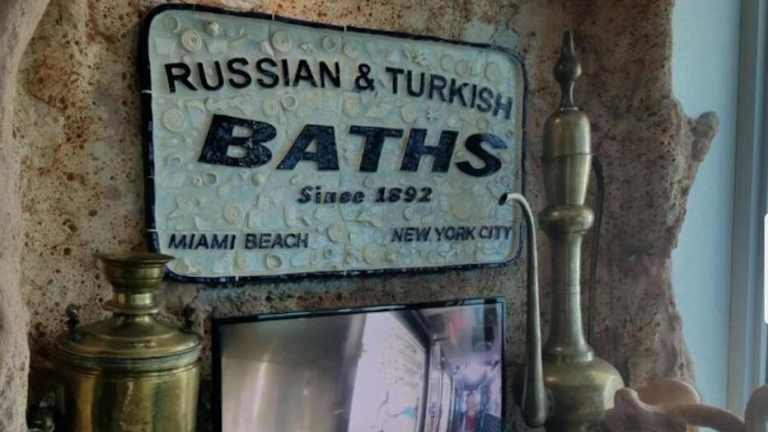 RUSSIAN & TURKISH
BATHS
Since 1892
MIAMI BEACH NEW YORK CITY